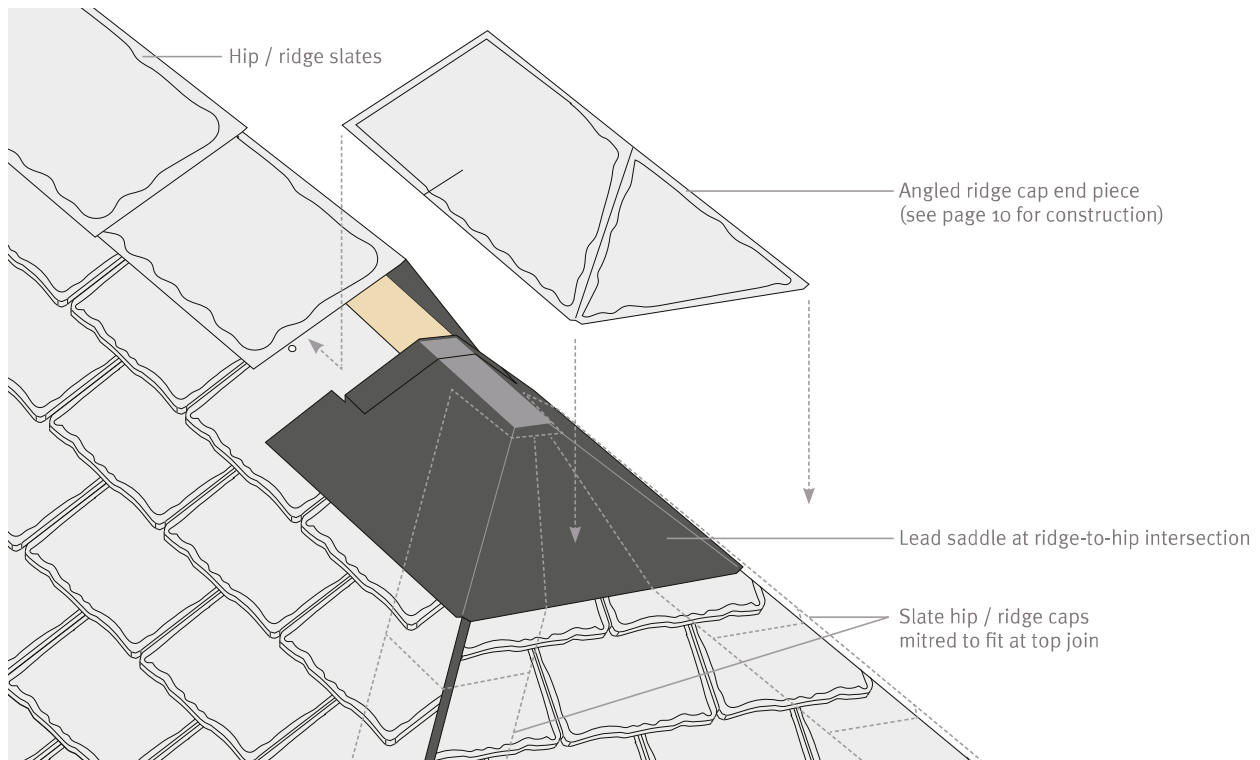 Hip / ridge slates
Angled ridge cap end piece
(see page 10 for construction)
Lead saddle at ridge-to-hip intersection
Slate hip / ridge caps
mitred to fit at top join